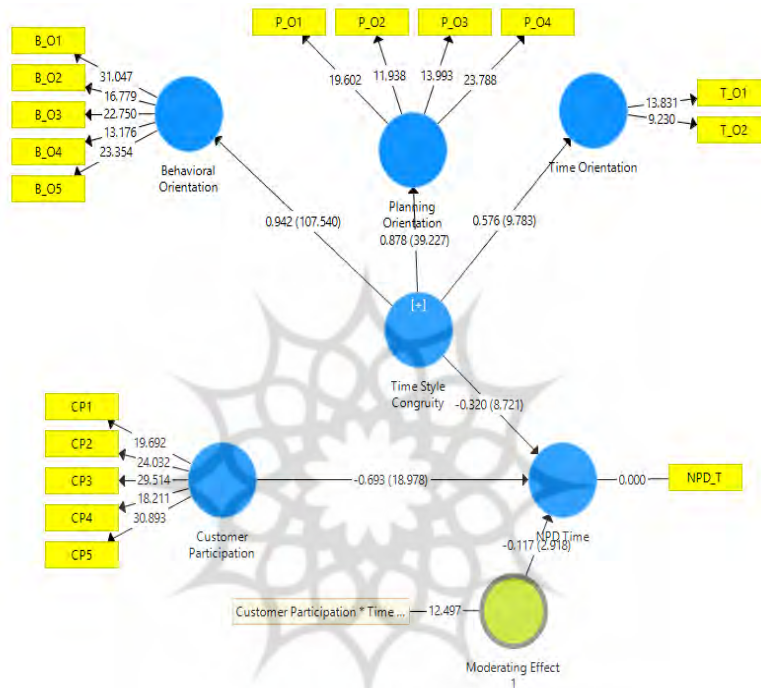 P_O1
P_O2
P_O3
P_O4
B_O1
B_O2
B_O3
B_O4
B_O5
31.047
16.779
22.750
13.176
23.354
19.602
11.938
13.993
23.788
T_O1
T_O2
13.831
9.230
Behavioral
Orientation
Planning
Orientation
Time Orientation
0.942 (107.540)
0.878 (39.227)
0.576 (9.783)
[+]
Time Style
Congruity
-0.320 (8.721)
CP1
CP2
CP3
CP4
CP5
19.692
24.032
29.514
18.211
30.893
Customer
Participation
-0.693 (18.978)
0.000
NPD_T
NPD Time
-0.117 (2.918)
Customer Participation * Time ...
12.497
Moderating Effect
1